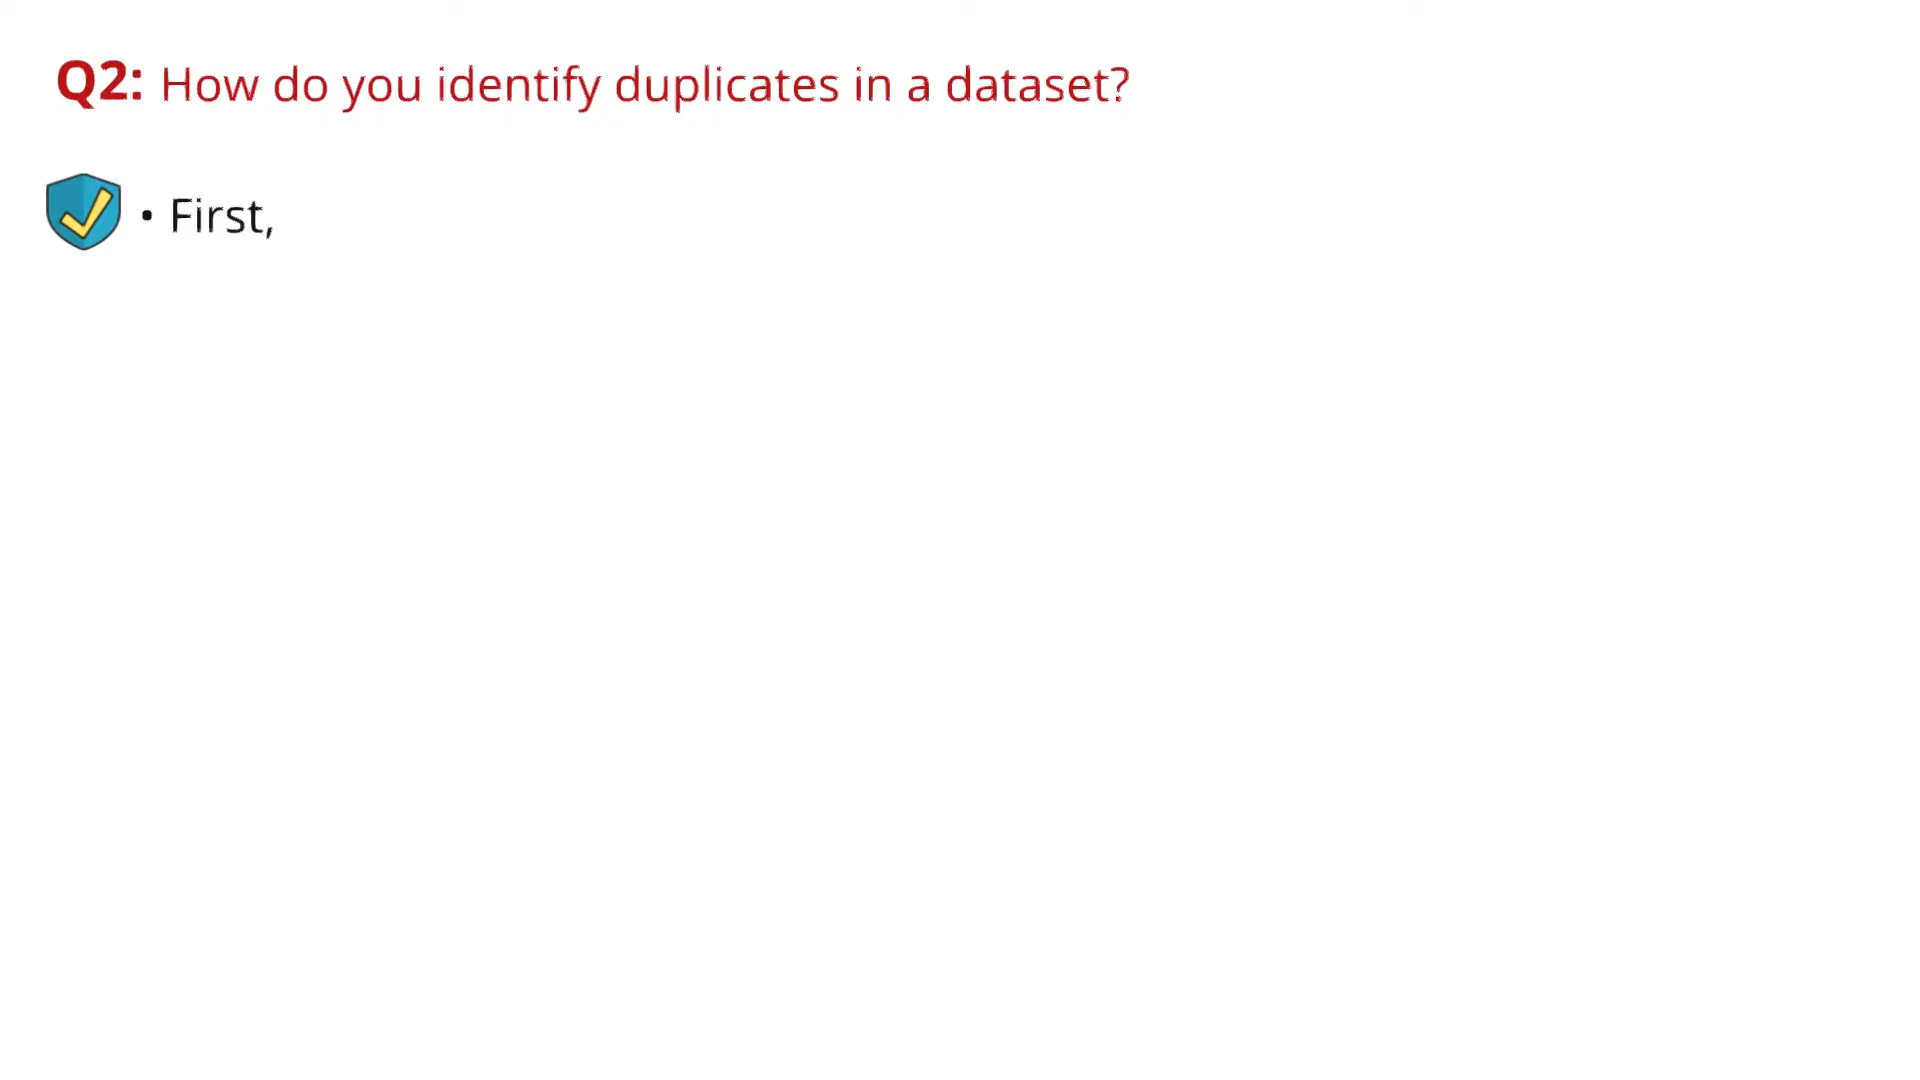 Q2: How do you identify duplicates in a dataset?
• First,